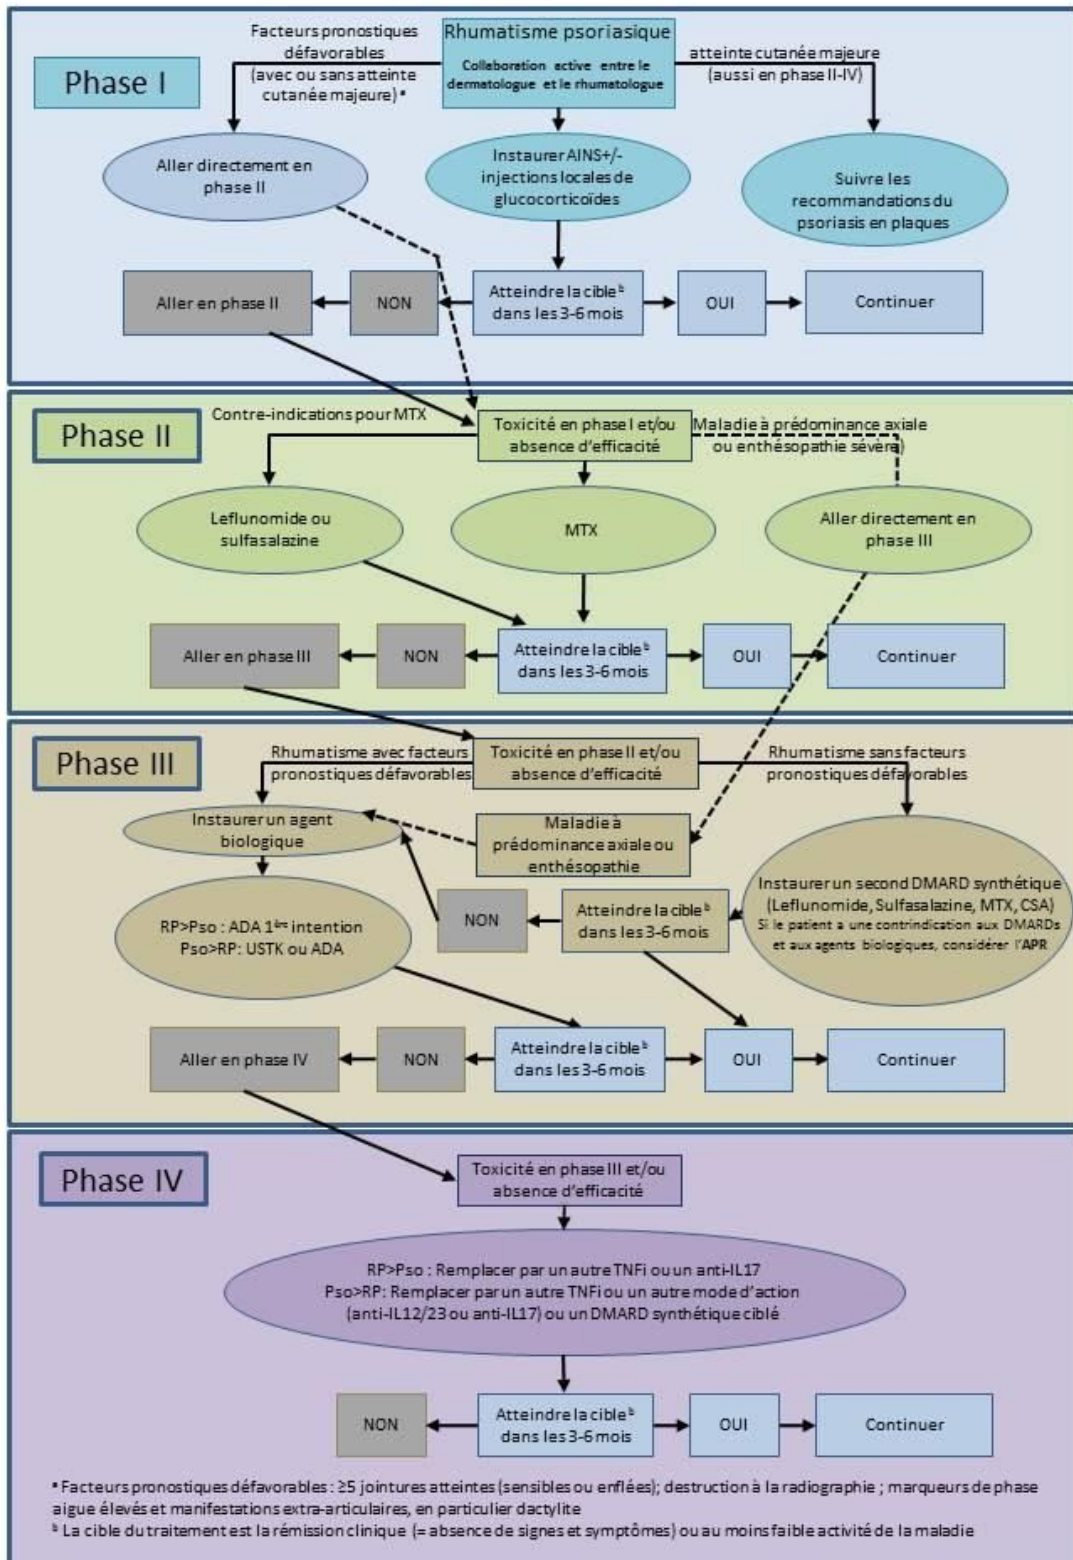 Phase I
Facteurs pronostiques
défavorables
(avec ou sans atteinte
cutanée majeure) ª
Rhumatisme psoriasique
Collaboration active entre le
dermatologue et le rhumatologue
atteinte cutanée majeure
(aussi en phase II-IV)
Aller directement en
phase II
Instaurer AINS+/-
injections locales de
glucocorticoïdes
Suivre les
recommandations du
psoriasis en plaques
Aller en phase II
NON
Atteindre la cibleᵇ
dans les 3-6 mois
OUI
Continuer
Phase II
Contre-indications pour MTX
Toxicité en phase I et/ou
absence d'efficacité
Maladie à prédominance axiale
ou enthésopathie sévère)
Leflunomide ou
sulfasalazine
MTX
Aller directement en
phase III
Aller en phase III
NON
Atteindre la cibleᵇ
dans les 3-6 mois
OUI
Continuer
Phase III
Rhumatisme avec facteurs
pronostiques défavorables
Toxicité en phase II et/ou
absence d'efficacité
Rhumatisme sans facteurs
pronostiques défavorables
Instaurer un agent
biologique
Maladie à
prédominance axiale ou
enthésopathie
Instaurer un second DMARD synthétique
(Leflunomide, Sulfasalazine, MTX, CSA)
Si le patient a une contrindication aux DMARDs
et aux agents biologiques, considérer l'APR
NON
Atteindre la cibleᵇ
dans les 3-6 mois
RP>Pso : ADA 1ère intention
Pso>RP: USTK ou ADA
Aller en phase IV
NON
Atteindre la cibleᵇ
dans les 3-6 mois
OUI
Continuer
Phase IV
Toxicité en phase III et/ou
absence d'efficacité
RP>Pso : Remplacer par un autre TNFi ou un anti-IL17
Pso>RP: Remplacer par un autre TNFi ou un autre mode d'action
(anti-IL12/23 ou anti-IL17) ou un DMARD synthétique ciblé
NON
Atteindre la cibleᵇ
dans les 3-6 mois
OUI
Continuer
ª Facteurs pronostiques défavorables : ≥5 jointures atteintes (sensibles ou enflées); destruction à la radiographie ; marqueurs de phase
aigue élevés et manifestations extra-articulaires, en particulier dactylite
ᵇ La cible du traitement est la rémission clinique (= absence de signes et symptômes) ou au moins faible activité de la maladie